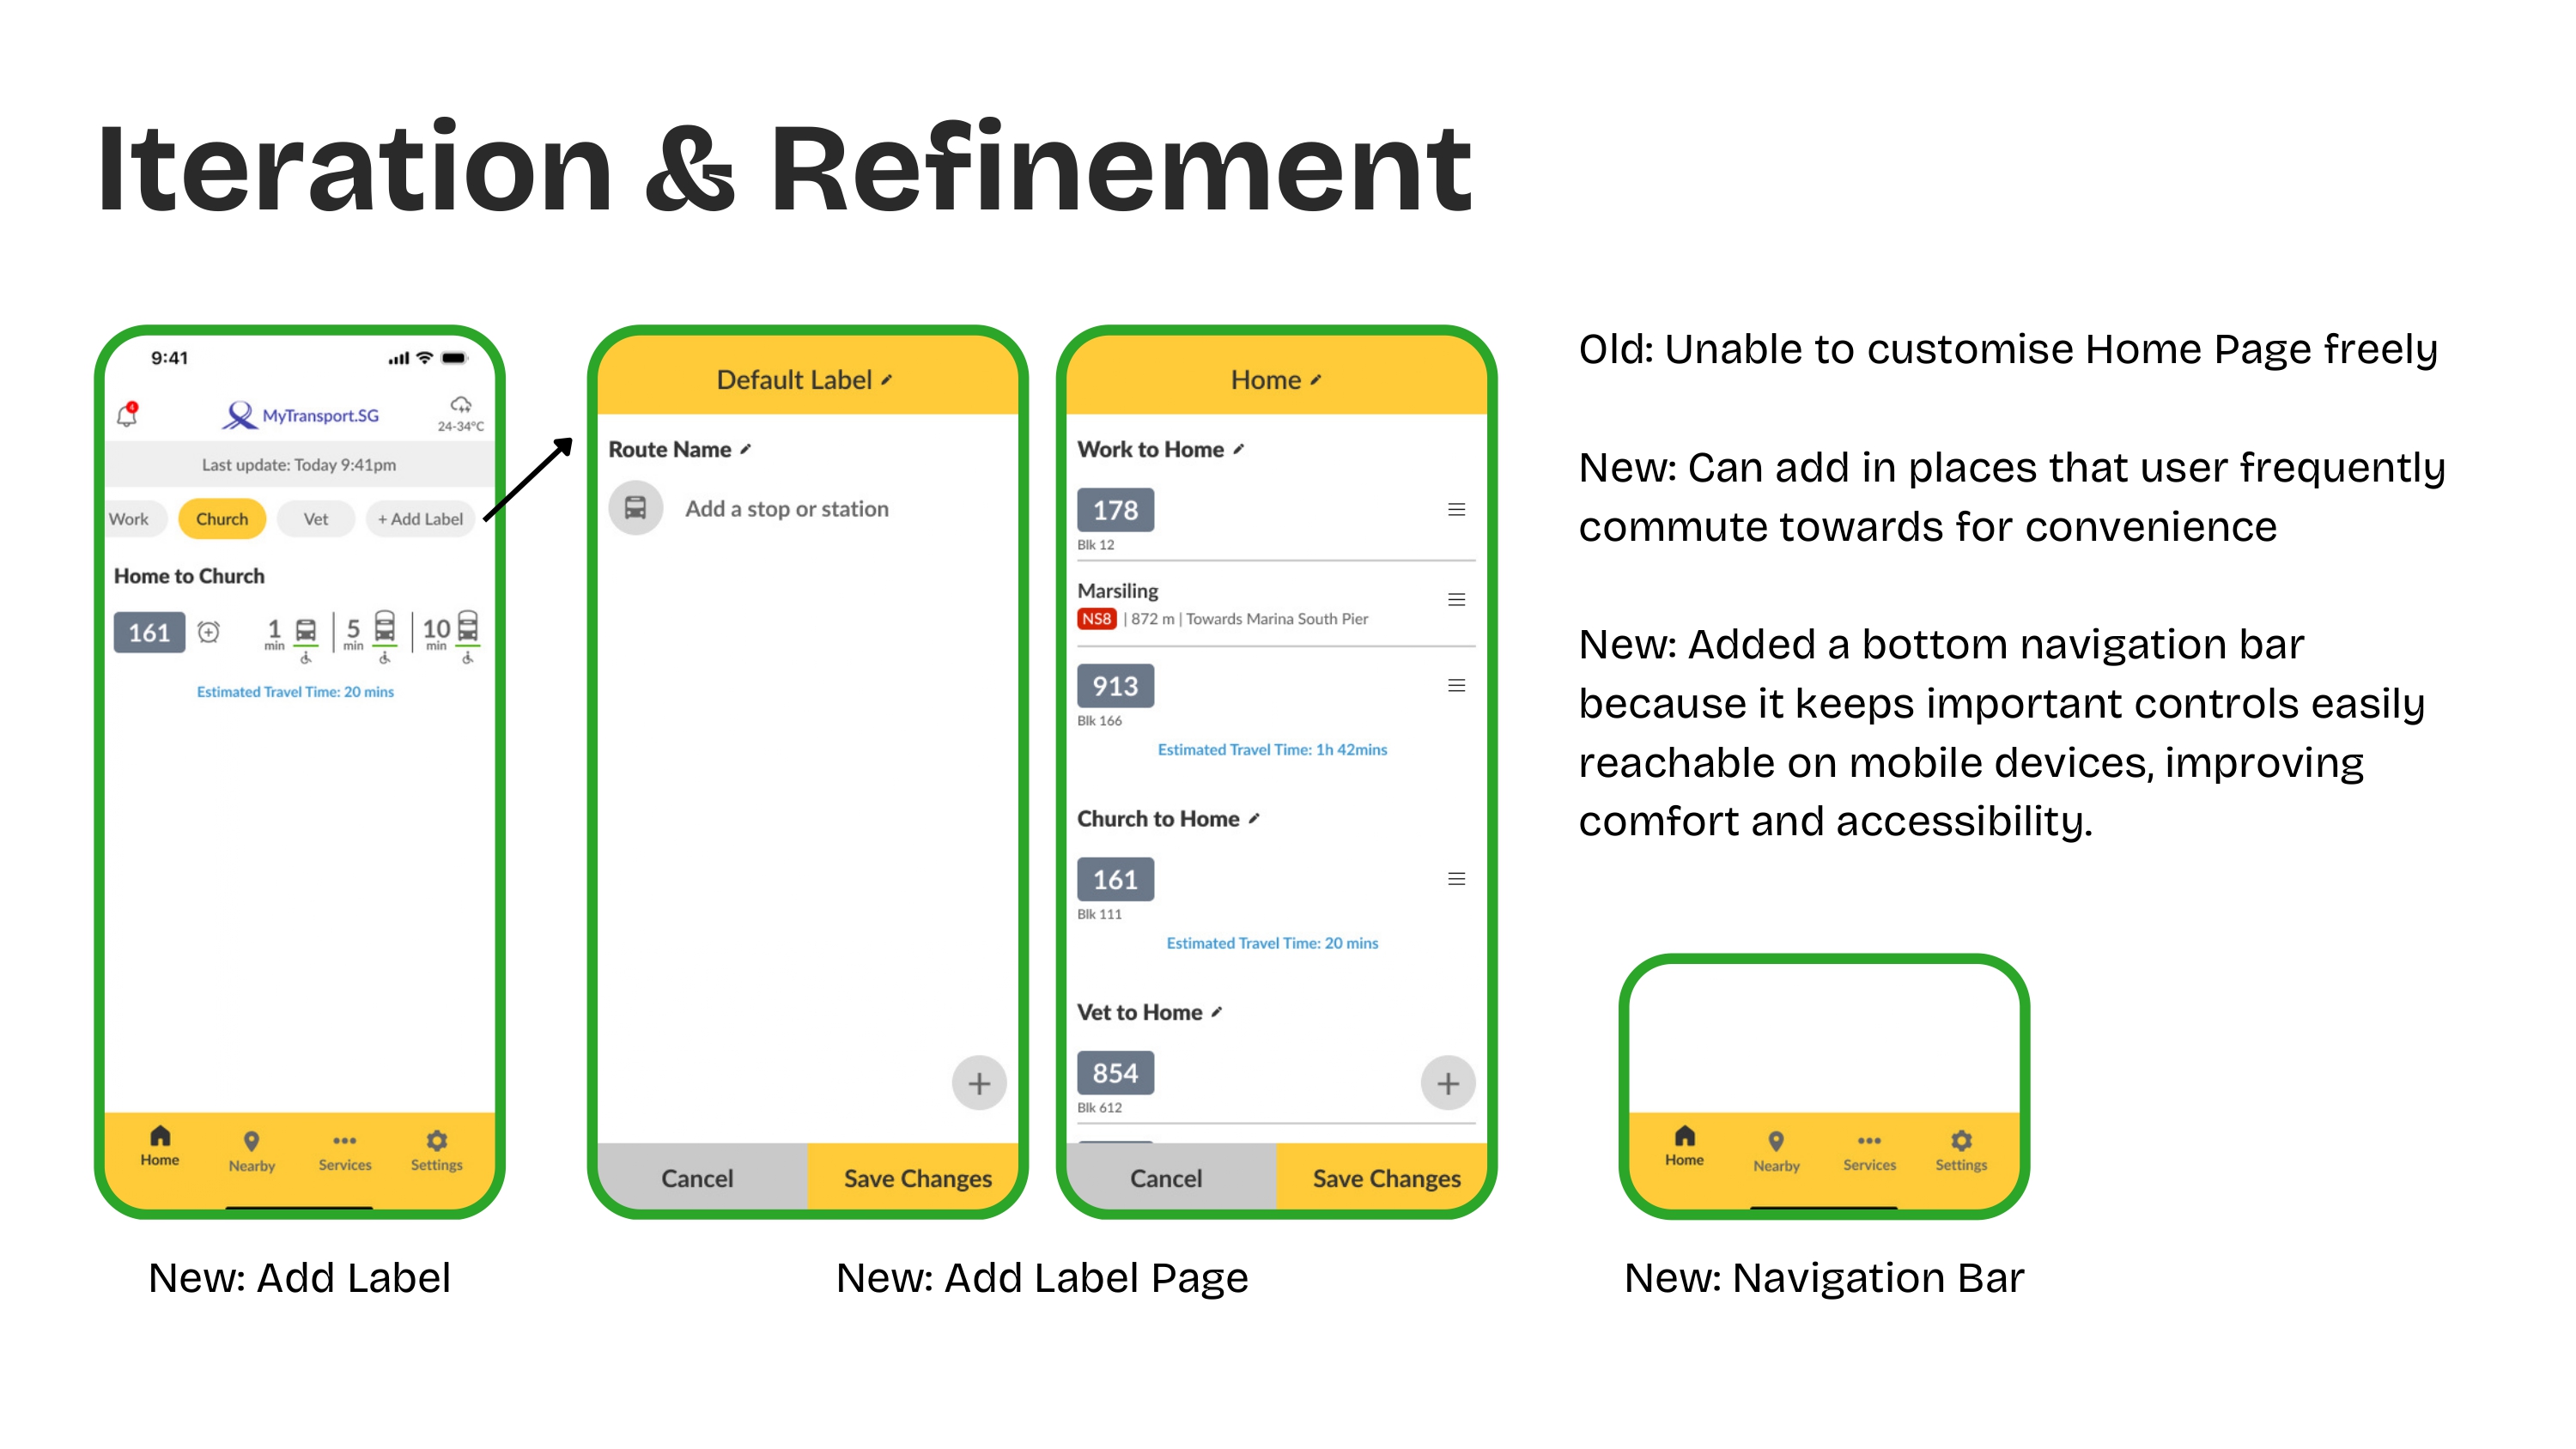 Iteration & Refinement
9:41
4
MyTransport.SG
24-34°C
Last update: Today 9:41pm
Work
Church
Vet
+ Add Label
Home to Church
161
1 min
5 min
10 min
Estimated Travel Time: 20 mins
Home
Nearby
Services
Settings
New: Add Label
Default Label
Route Name
Add a stop or station
+
Cancel
Save Changes
Home
Work to Home
178
Blk 12
Marsiling
NS8 | 872 m | Towards Marina South Pier
913
Blk 166
Estimated Travel Time: 1h 42mins
Church to Home
161
Blk 111
Estimated Travel Time: 20 mins
Vet to Home
854
Blk 612
+
Cancel
Save Changes
New: Add Label Page
Old: Unable to customise Home Page freely
New: Can add in places that user frequently
commute towards for convenience
New: Added a bottom navigation bar
because it keeps important controls easily
reachable on mobile devices, improving
comfort and accessibility.
Home
Nearby
Services
Settings
New: Navigation Bar